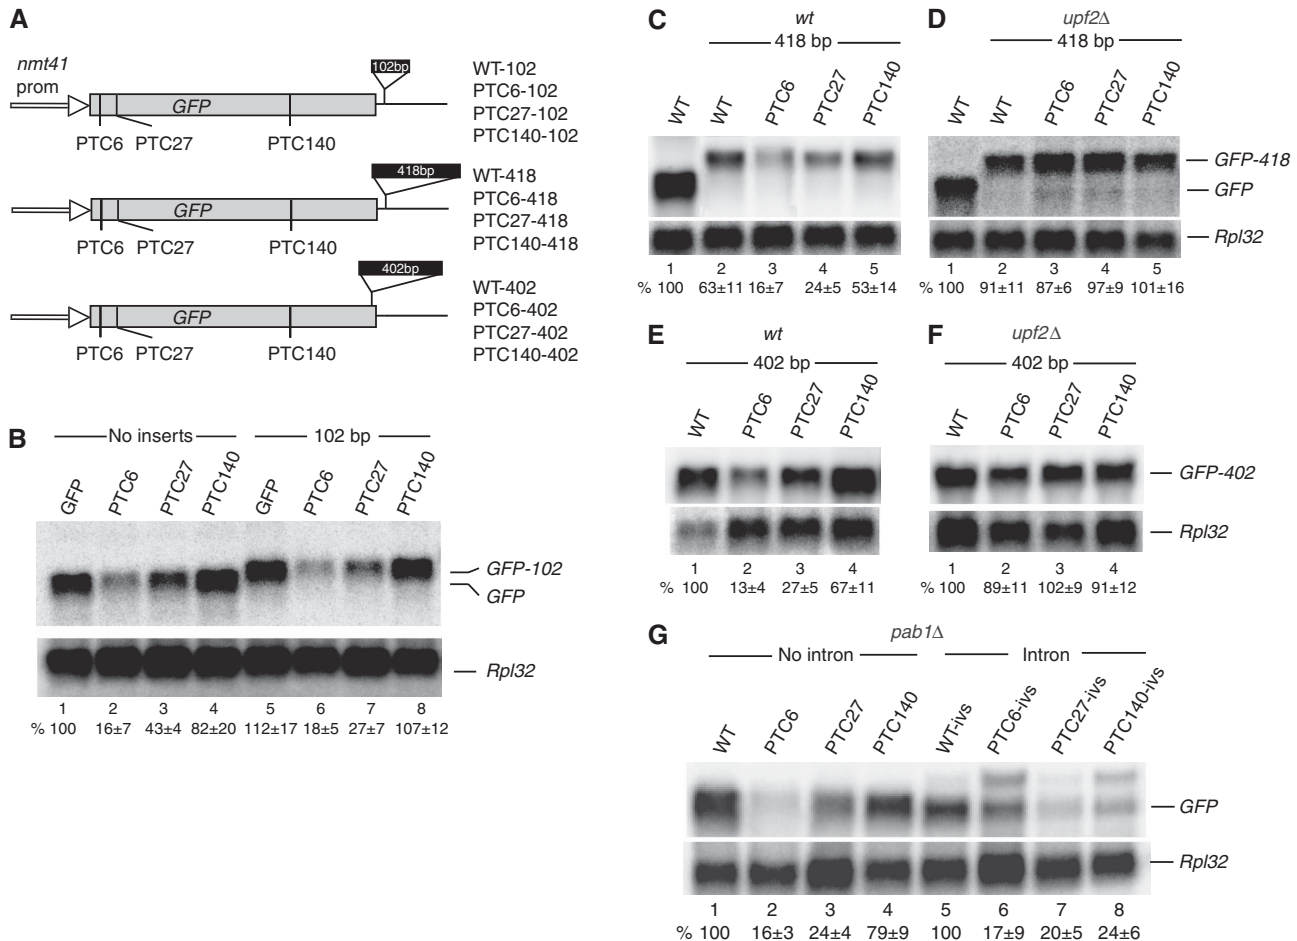 A
nmt41
prom
102bp
GFP
PTC6 PTC27 PTC140
WT-102
PTC6-102
PTC27-102
PTC140-102
418bp
GFP
PTC6 PTC27 PTC140
WT-418
PTC6-418
PTC27-418
PTC140-418
402bp
GFP
PTC6 PTC27 PTC140
WT-402
PTC6-402
PTC27-402
PTC140-402
B
No inserts 102 bp
GFP PTC6 PTC27 PTC140 GFP PTC6 PTC27 PTC140
GFP-102
GFP
Rpl32
1 2 3 4 5 6 7 8
% 100 16±7 43±4 82±20 112±17 18±5 27±7 107±12
C
wt
418 bp
WT WT PTC6 PTC27 PTC140
1 2 3 4 5
% 100 63±11 16±7 24±5 53±14
D
upf2Δ
418 bp
WT WT PTC6 PTC27 PTC140
GFP-418
GFP
Rpl32
1 2 3 4 5
% 100 91±11 87±6 97±9 101±16
E
wt
402 bp
WT PTC6 PTC27 PTC140
1 2 3 4
% 100 13±4 27±5 67±11
F
upf2Δ
402 bp
WT PTC6 PTC27 PTC140
GFP-402
Rpl32
1 2 3 4
% 100 89±11 102±9 91±12
G
pab1Δ
No intron Intron
WT PTC6 PTC27 PTC140 WT-ivs PTC6-ivs PTC27-ivs PTC140-ivs
GFP
Rpl32
1 2 3 4 5 6 7 8
% 100 16±3 24±4 79±9 100 17±9 20±5 24±6